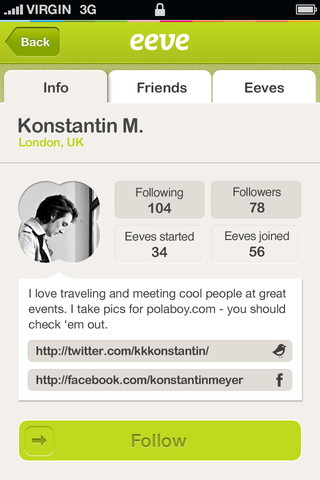 VIRGIN 3G
Back
eeve
Info Friends Eeves
Konstantin M.
London, UK
Following Followers
104 78
Eeves started Eeves joined
34 56
I love traveling and meeting cool people at great
events. I take pics for polaboy.com - you should
check ‘em out.
http://twitter.com/kkkonstantin/
http://facebook.com/konstantinmeyer f
Follow